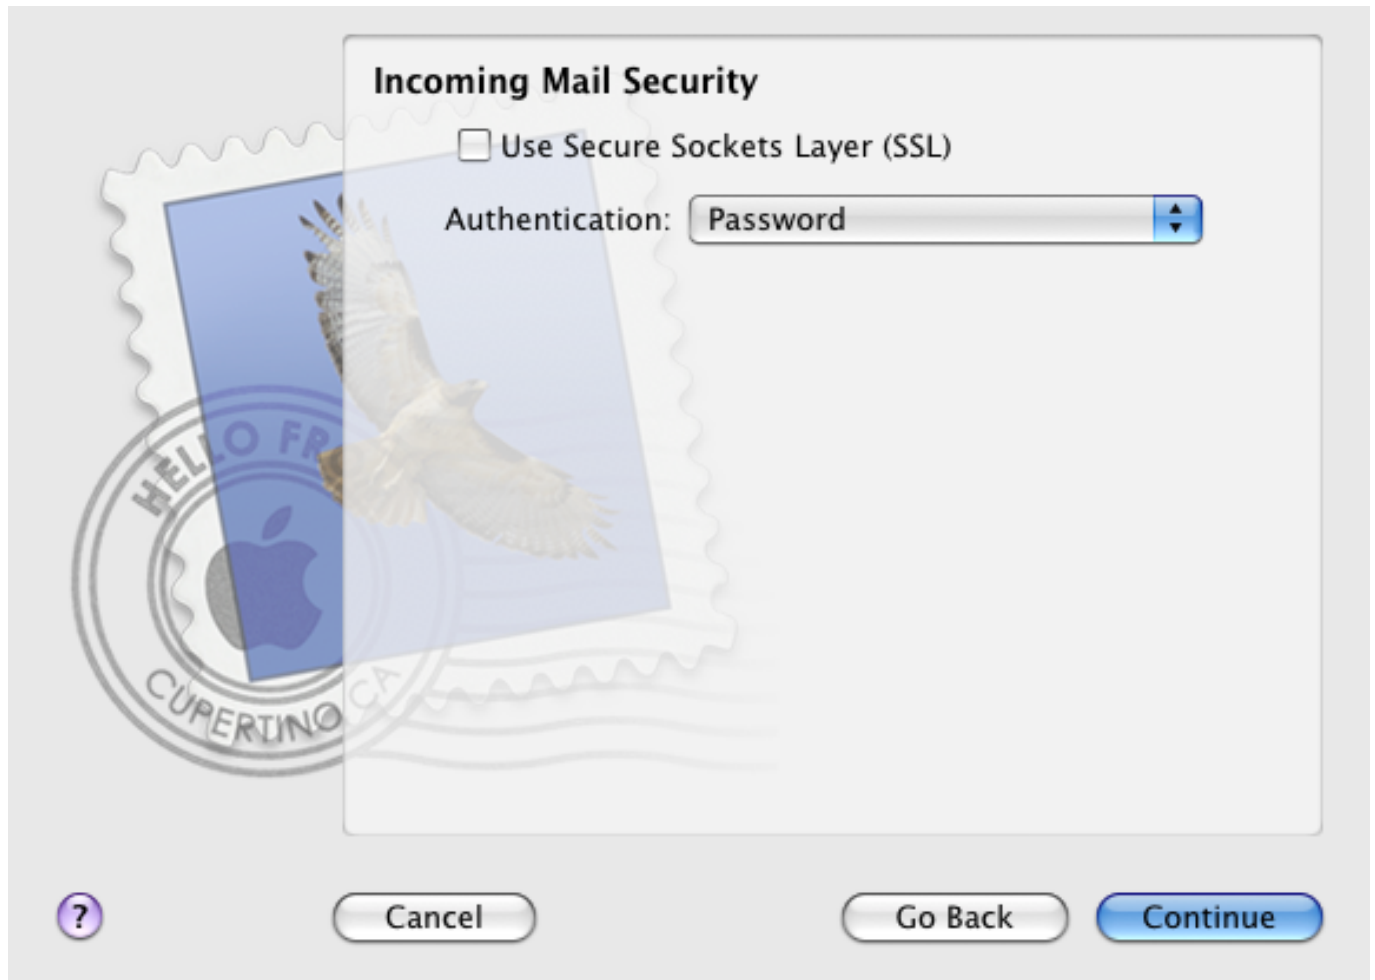 Incoming Mail Security
Use Secure Sockets Layer (SSL)
Authentication: Password
HELLO FR
CUPERTINO CA
? Cancel Go Back Continue